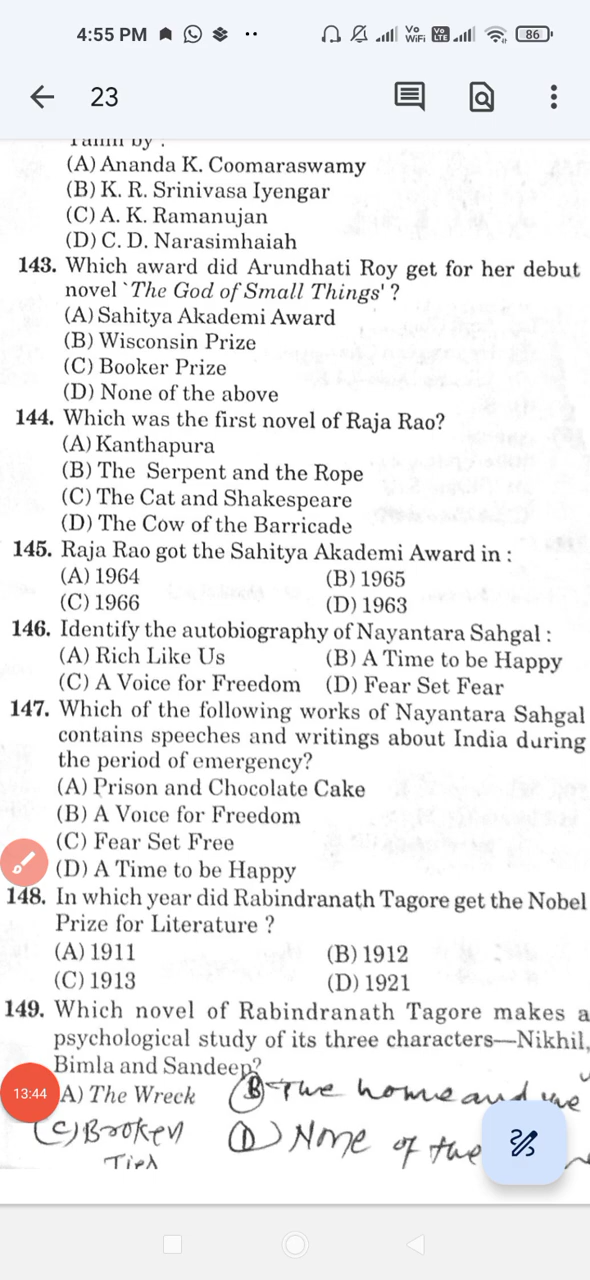 4:55 PM
Vo WiFi
Vo LTE
86
23
Tamil by :
(A) Ananda K. Coomaraswamy
(B) K. R. Srinivasa Iyengar
(C) A. K. Ramanujan
(D) C. D. Narasimhaiah
143. Which award did Arundhati Roy get for her debut
novel `The God of Small Things' ?
(A) Sahitya Akademi Award
(B) Wisconsin Prize
(C) Booker Prize
(D) None of the above
144. Which was the first novel of Raja Rao?
(A) Kanthapura
(B) The Serpent and the Rope
(C) The Cat and Shakespeare
(D) The Cow of the Barricade
145. Raja Rao got the Sahitya Akademi Award in :
(A) 1964 (B) 1965
(C) 1966 (D) 1963
146. Identify the autobiography of Nayantara Sahgal :
(A) Rich Like Us (B) A Time to be Happy
(C) A Voice for Freedom (D) Fear Set Fear
147. Which of the following works of Nayantara Sahgal
contains speeches and writings about India during
the period of emergency?
(A) Prison and Chocolate Cake
(B) A Voice for Freedom
(C) Fear Set Free
(D) A Time to be Happy
148. In which year did Rabindranath Tagore get the Nobel
Prize for Literature ?
(A) 1911 (B) 1912
(C) 1913 (D) 1921
149. Which novel of Rabindranath Tagore makes a
psychological study of its three characters—Nikhil,
Bimla and Sandeep?
13:44
A) The Wreck (B) The home and the
(C) Broken (D) None of the
Ties